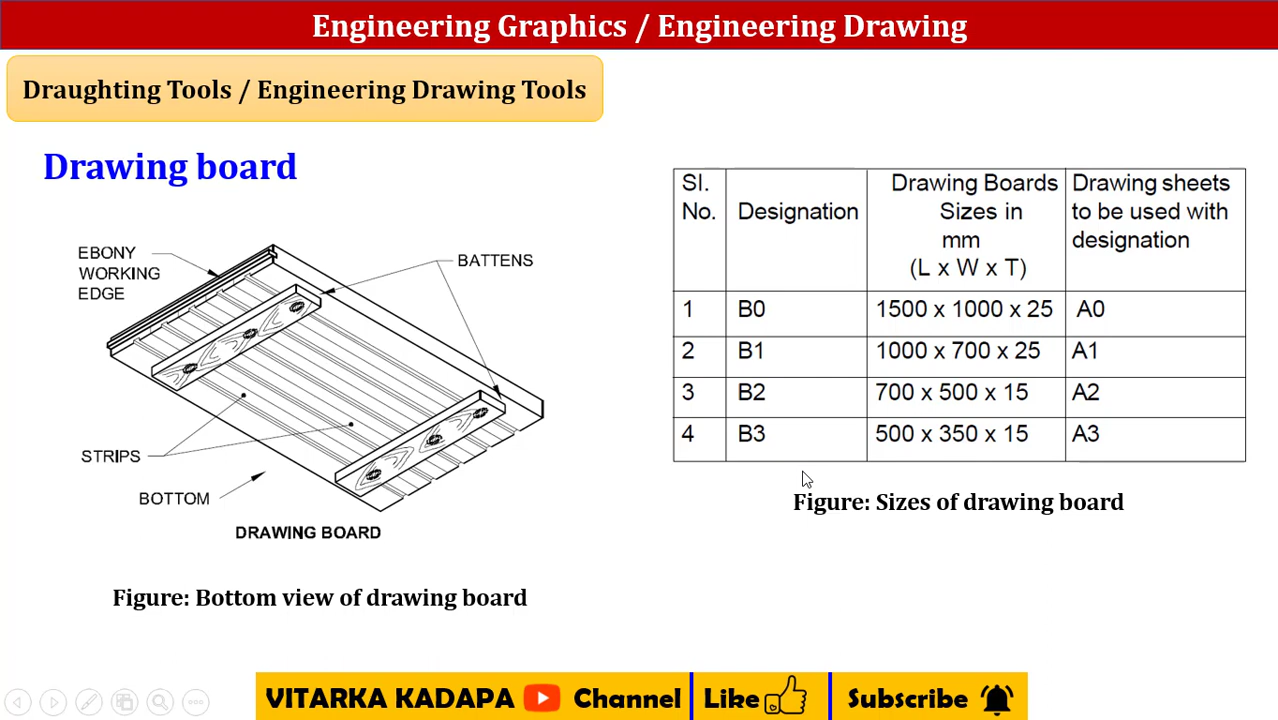 Engineering Graphics / Engineering Drawing
Draughting Tools / Engineering Drawing Tools
Drawing board
EBONY
WORKING
EDGE
BATTENS
STRIPS
BOTTOM
DRAWING BOARD
Figure: Bottom view of drawing board
Sl. No. Designation Drawing Boards Sizes in mm (L x W x T) Drawing sheets to be used with designation
1 B0 1500 x 1000 x 25 A0
2 B1 1000 x 700 x 25 A1
3 B2 700 x 500 x 15 A2
4 B3 500 x 350 x 15 A3
Figure: Sizes of drawing board
VITARKA KADAPA Channel Like Subscribe